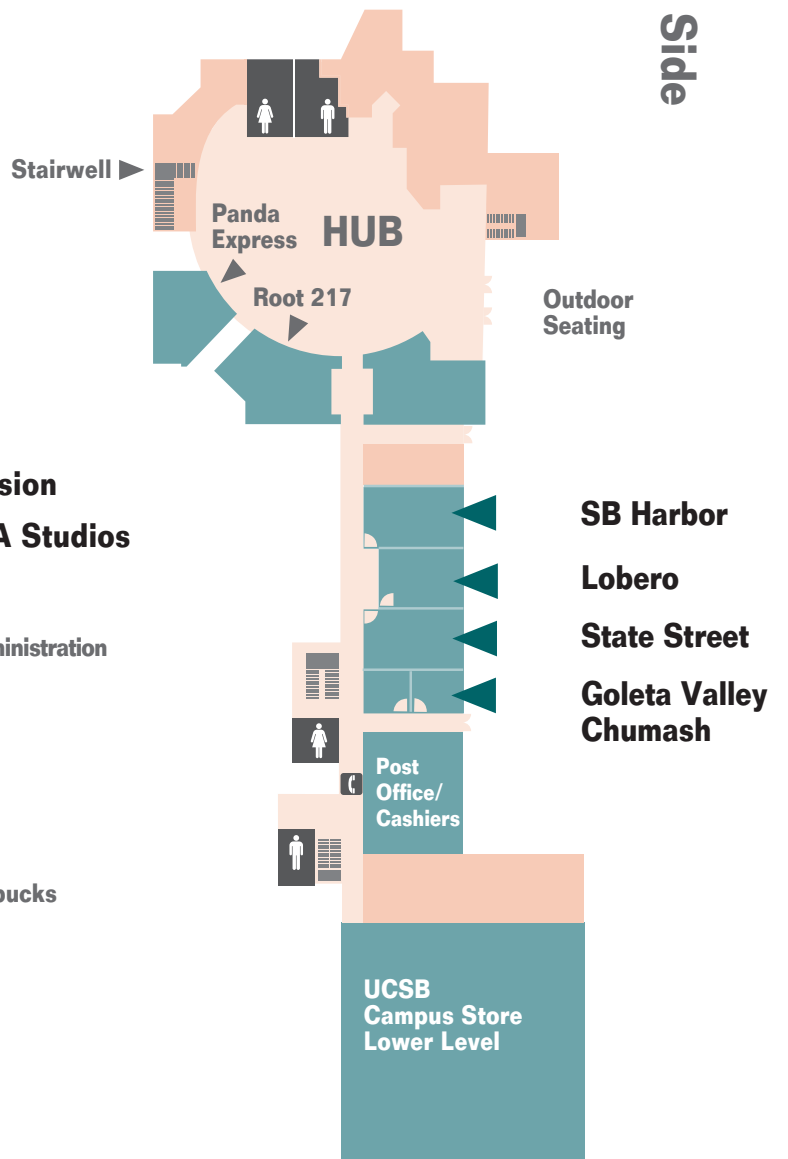 Side
Stairwell
Panda
Express
HUB
Root 217
Outdoor
Seating
sion
SB Harbor
A Studios
Lobero
ninistration
State Street
Goleta Valley
Chumash
Post
Office/
Cashiers
bucks
UCSB
Campus Store
Lower Level